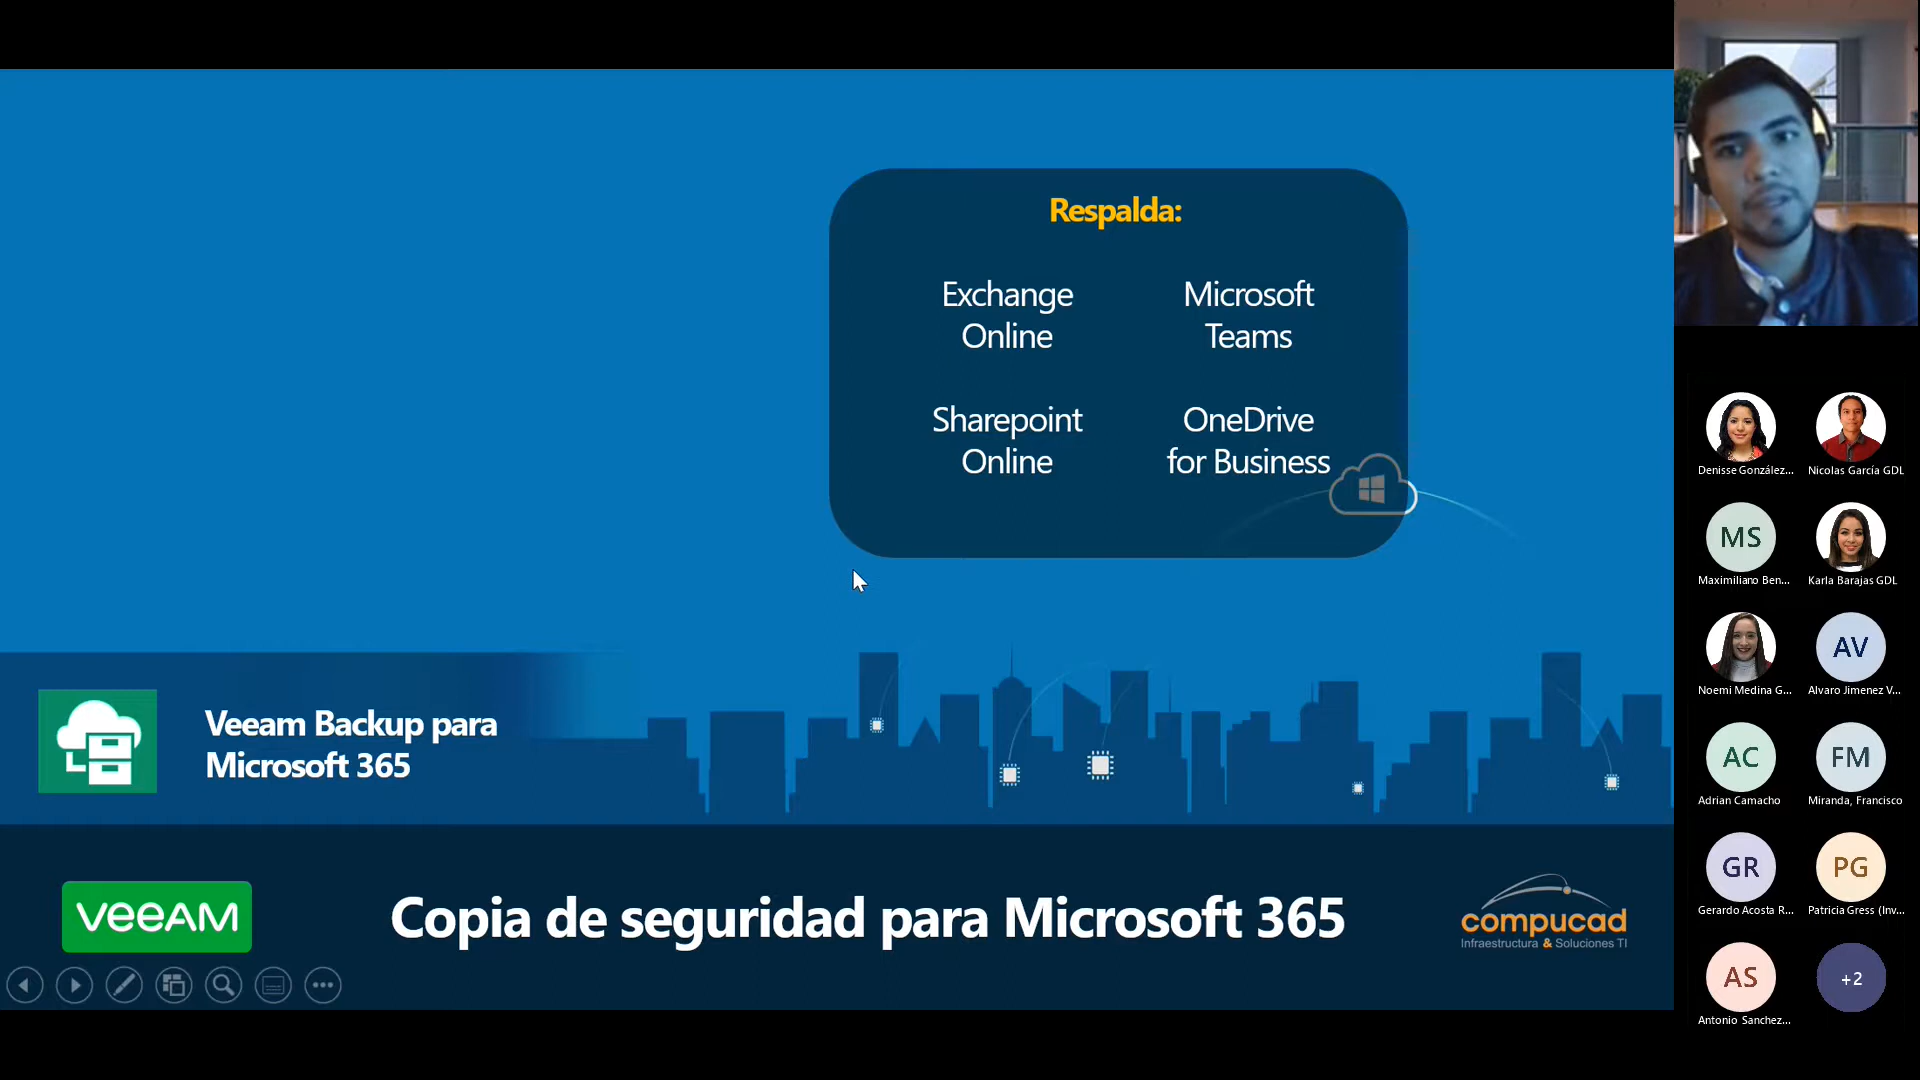 Respalda:
Exchange
Online
Microsoft
Teams
Sharepoint
Online
OneDrive
for Business
Veeam Backup para
Microsoft 365
veeAM
Copia de seguridad para Microsoft 365
compucad
Infraestructura & Soluciones TI
Denisse González...
Nicolas García GDL
MS
Maximiliano Ben...
Karla Barajas GDL
Noemi Medina G...
AV
Alvaro Jimenez V...
AC
Adrian Camacho
FM
Miranda, Francisco
GR
Gerardo Acosta R...
PG
Patricia Gress (Inv...
AS
Antonio Sanchez...
+2